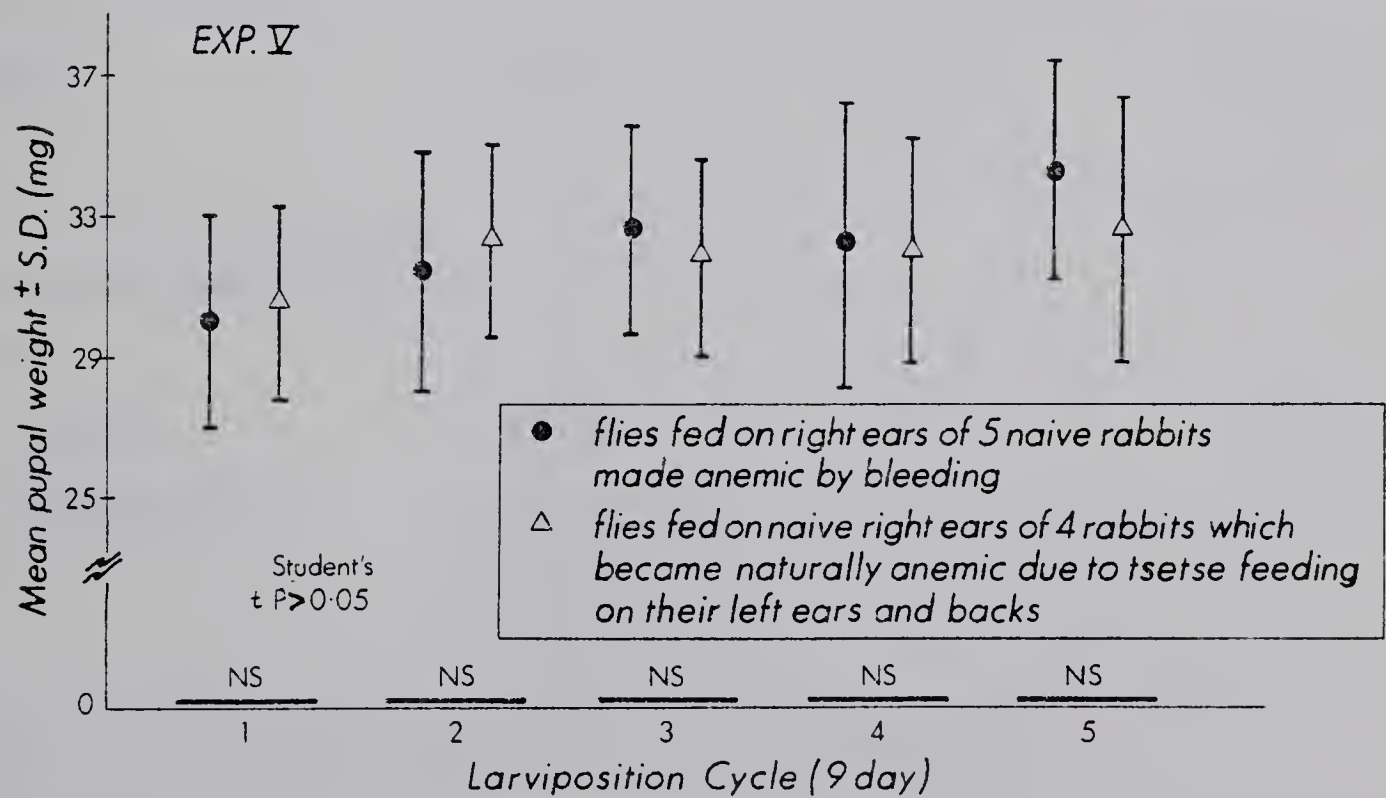 EXP. V
Mean pupal weight ± S.D. (mg)
37
33
29
25
0
● flies fed on right ears of 5 naive rabbits
made anemic by bleeding
△ flies fed on naive right ears of 4 rabbits which
became naturally anemic due to tsetse feeding
on their left ears and backs
Student's
t P>0·05
NS NS NS NS NS
1 2 3 4 5
Larviposition Cycle (9 day)